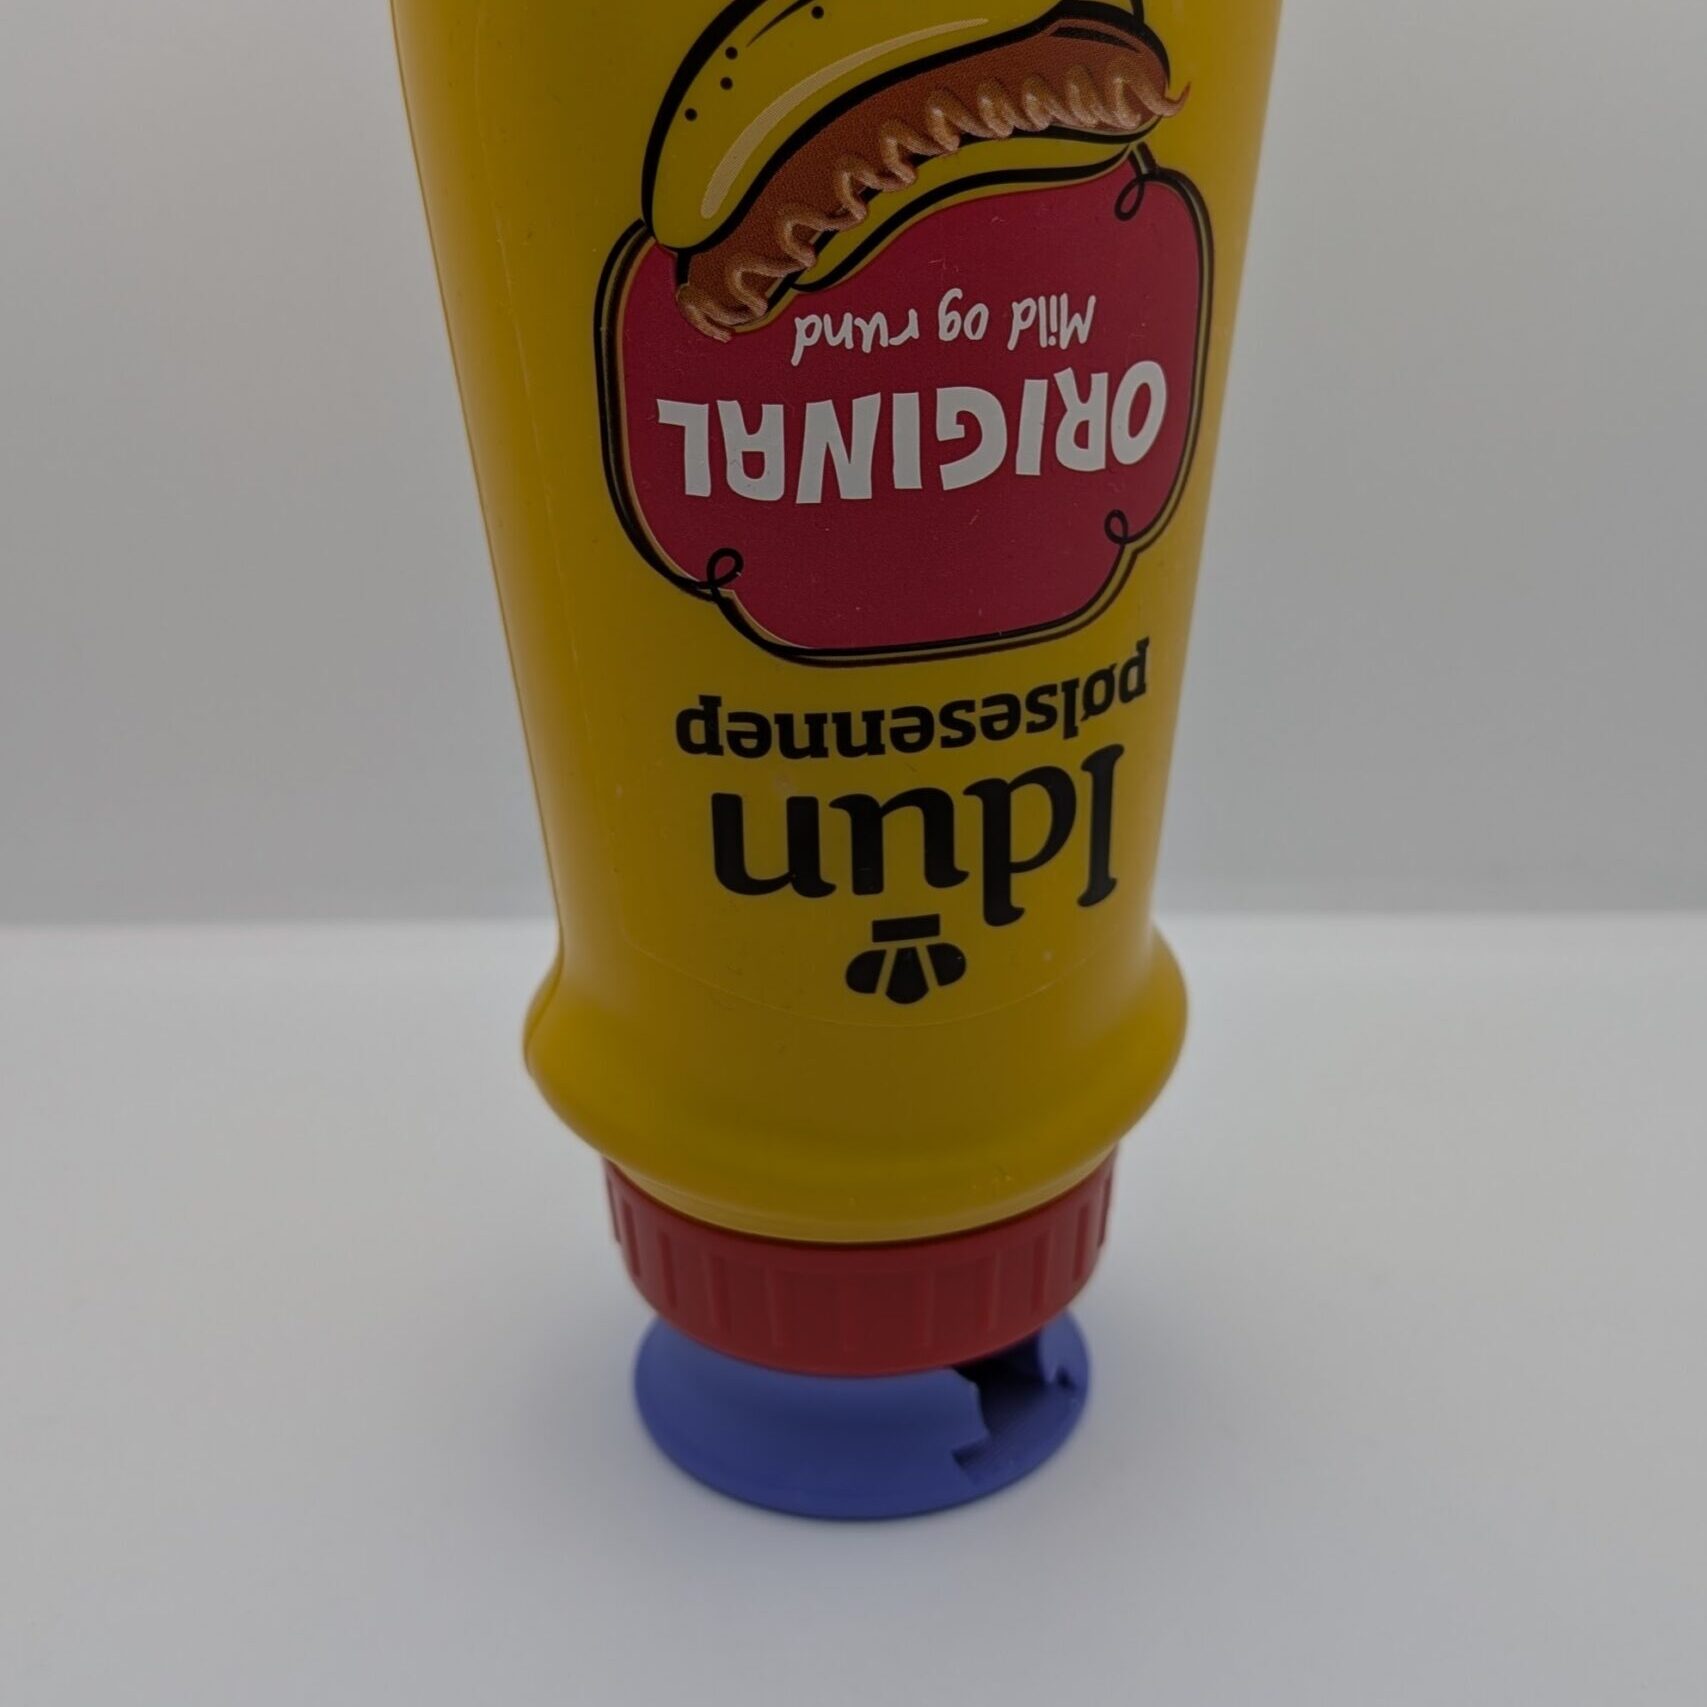 Idun
pølsesennep
ORIGINAL
Mild og rund